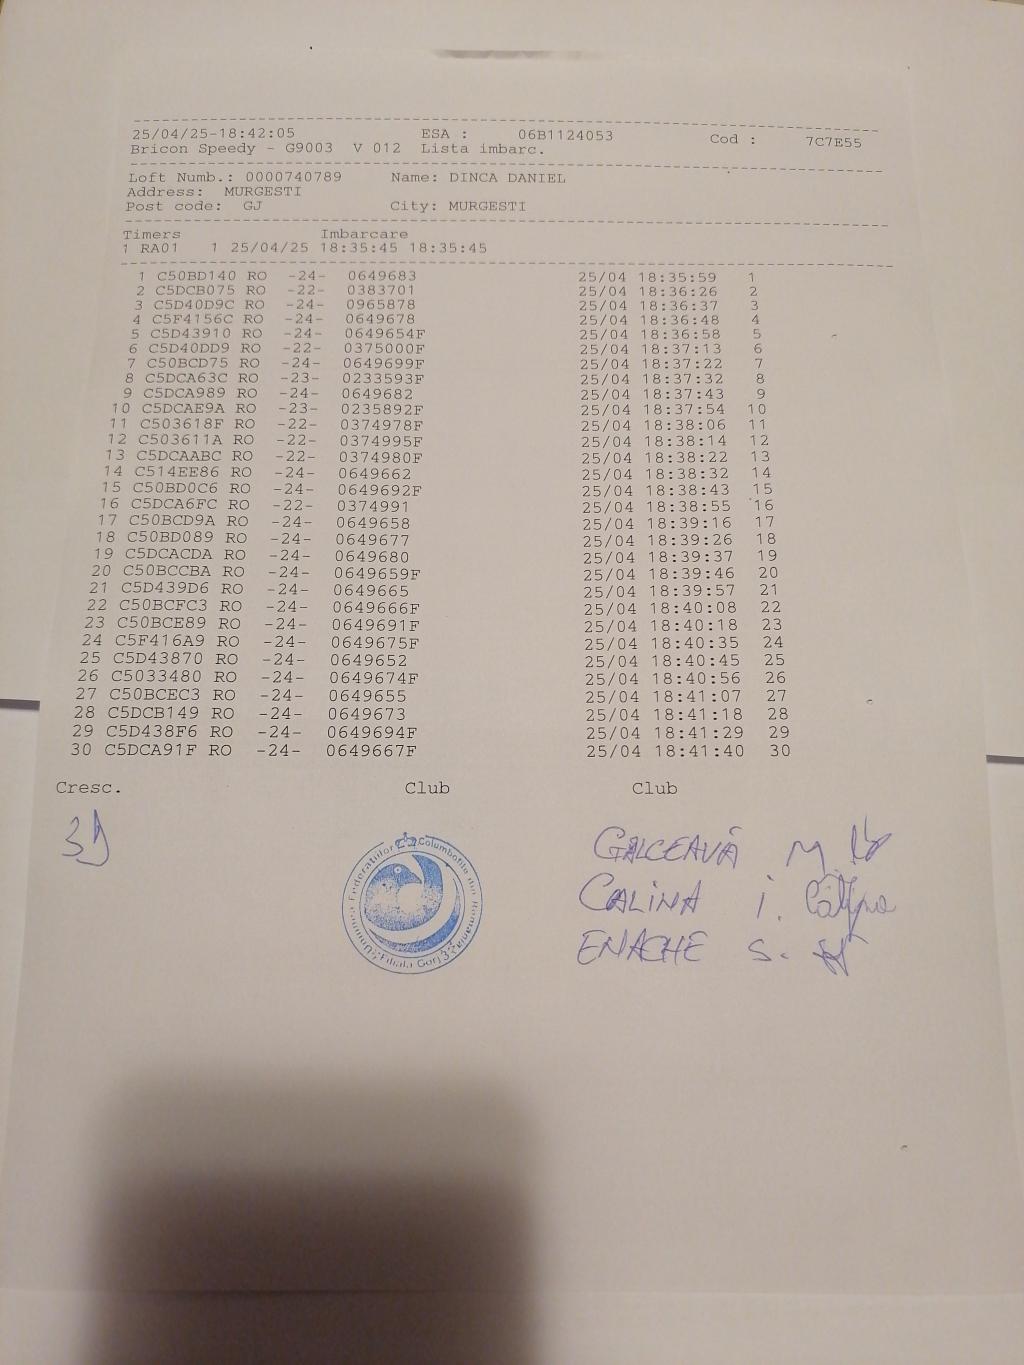 25/04/25-18:42:05 ESA : 06B1124053 Cod : 7C7E55
Bricon Speedy - G9003 V 012 Lista imbarc.
Loft Numb.: 0000740789 Name: DINCA DANIEL
Address: MURGESTI
Post code: GJ City: MURGESTI
Timers Imbarcare
1 RA01 1 25/04/25 18:35:45 18:35:45
1 C50BD140 RO -24- 0649683 25/04 18:35:59 1
2 C5DCB075 RO -22- 0383701 25/04 18:36:26 2
3 C5D40D9C RO -24- 0965878 25/04 18:36:37 3
4 C5F4156C RO -24- 0649678 25/04 18:36:48 4
5 C5D43910 RO -24- 0649654F 25/04 18:36:58 5
6 C5D40DD9 RO -22- 0375000F 25/04 18:37:13 6
7 C50BCD75 RO -24- 0649699F 25/04 18:37:22 7
8 C5DCA63C RO -23- 0233593F 25/04 18:37:32 8
9 C5DCA989 RO -24- 0649682 25/04 18:37:43 9
10 C5DCAE9A RO -23- 0235892F 25/04 18:37:54 10
11 C503618F RO -22- 0374978F 25/04 18:38:06 11
12 C503611A RO -22- 0374995F 25/04 18:38:14 12
13 C5DCAABC RO -22- 0374980F 25/04 18:38:22 13
14 C514EE86 RO -24- 0649662 25/04 18:38:32 14
15 C50BD0C6 RO -24- 0649692F 25/04 18:38:43 15
16 C5DCA6FC RO -22- 0374991 25/04 18:38:55 16
17 C50BCD9A RO -24- 0649658 25/04 18:39:16 17
18 C50BD089 RO -24- 0649677 25/04 18:39:26 18
19 C5DCACDA RO -24- 0649680 25/04 18:39:37 19
20 C50BCCBA RO -24- 0649659F 25/04 18:39:46 20
21 C5D439D6 RO -24- 0649665 25/04 18:39:57 21
22 C50BCFC3 RO -24- 0649666F 25/04 18:40:08 22
23 C50BCE89 RO -24- 0649691F 25/04 18:40:18 23
24 C5F416A9 RO -24- 0649675F 25/04 18:40:35 24
25 C5D43870 RO -24- 0649652 25/04 18:40:45 25
26 C5033480 RO -24- 0649674F 25/04 18:40:56 26
27 C50BCEC3 RO -24- 0649655 25/04 18:41:07 27
28 C5DCB149 RO -24- 0649673 25/04 18:41:18 28
29 C5D438F6 RO -24- 0649694F 25/04 18:41:29 29
30 C5DCA91F RO -24- 0649667F 25/04 18:41:40 30
Cresc. Club Club
Columbofile din Romania
Filiala Gorj
GÂLCEAVĂ M.
CALINA I.
ENACHE S.